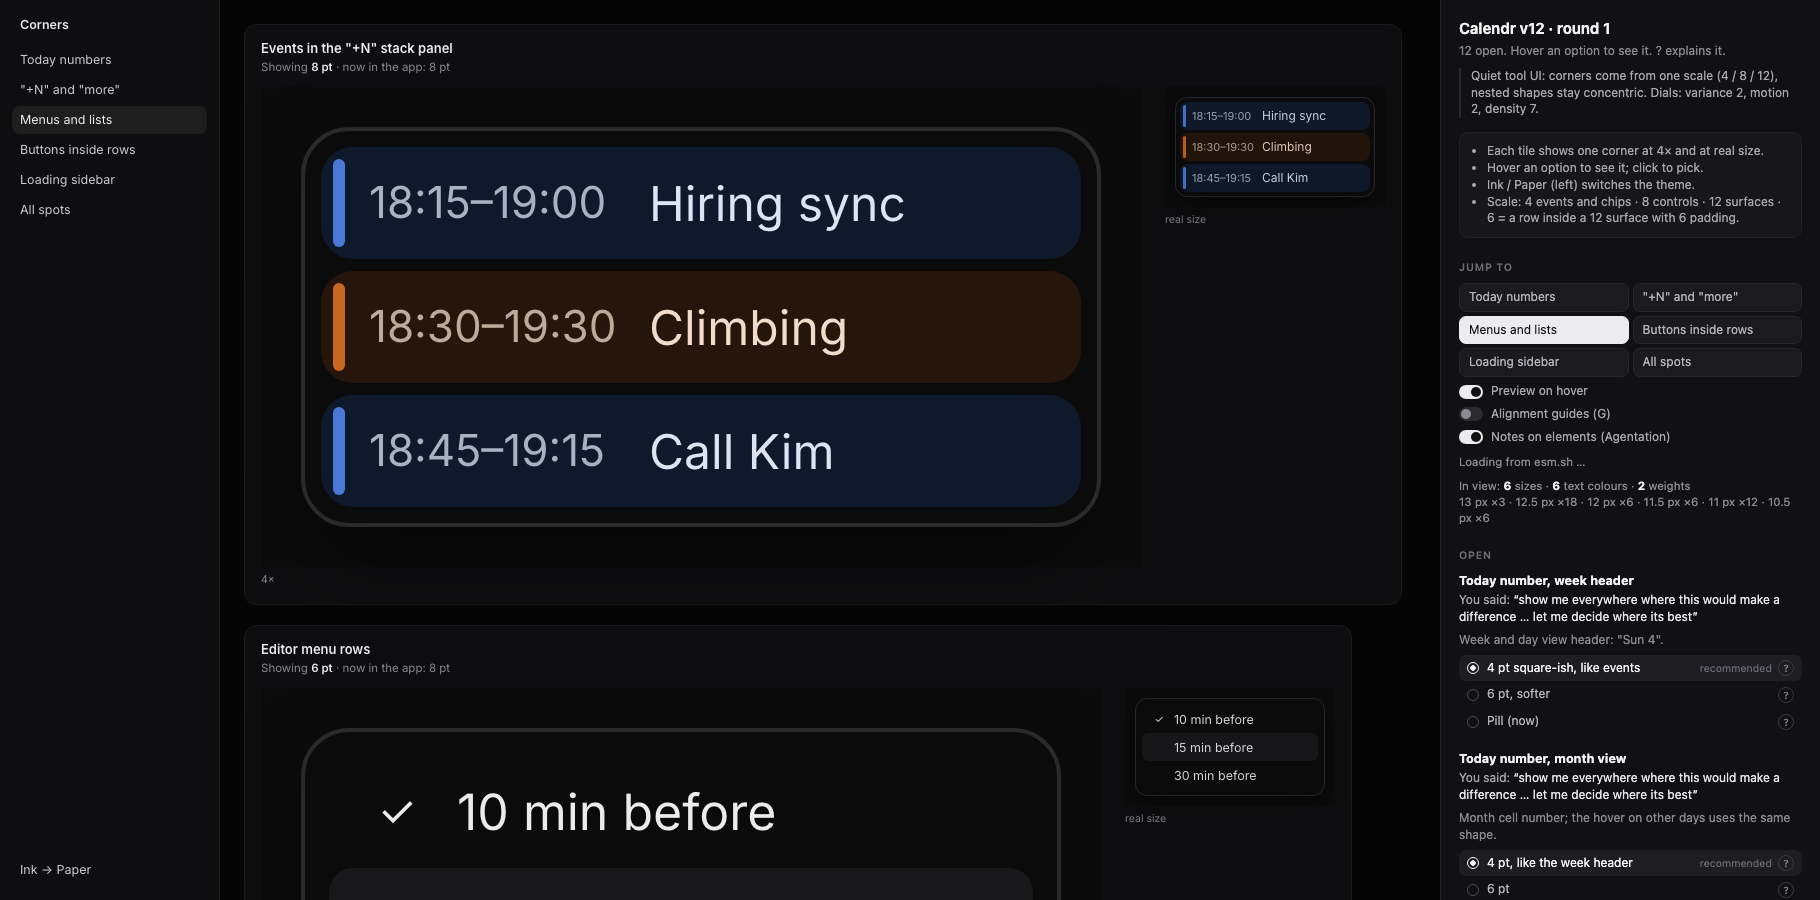 Corners
Today numbers
"+N" and "more"
Menus and lists
Buttons inside rows
Loading sidebar
All spots
Ink → Paper
Events in the "+N" stack panel
Showing 8 pt · now in the app: 8 pt
18:15–19:00 Hiring sync
18:30–19:30 Climbing
18:45–19:15 Call Kim
4×
18:15–19:00 Hiring sync
18:30–19:30 Climbing
18:45–19:15 Call Kim
real size
Editor menu rows
Showing 6 pt · now in the app: 8 pt
10 min before
10 min before
15 min before
30 min before
real size
Calendr v12 · round 1
12 open. Hover an option to see it. ? explains it.
Quiet tool UI: corners come from one scale (4 / 8 / 12),
nested shapes stay concentric. Dials: variance 2, motion
2, density 7.
• Each tile shows one corner at 4× and at real size.
• Hover an option to see it; click to pick.
• Ink / Paper (left) switches the theme.
• Scale: 4 events and chips · 8 controls · 12 surfaces ·
6 = a row inside a 12 surface with 6 padding.
JUMP TO
Today numbers
"+N" and "more"
Menus and lists
Buttons inside rows
Loading sidebar
All spots
Preview on hover
Alignment guides (G)
Notes on elements (Agentation)
Loading from esm.sh …
In view: 6 sizes · 6 text colours · 2 weights
13 px ×3 · 12.5 px ×18 · 12 px ×6 · 11.5 px ×6 · 11 px ×12 · 10.5
px ×6
OPEN
Today number, week header
You said: “show me everywhere where this would make a
difference … let me decide where its best”
Week and day view header: "Sun 4".
4 pt square-ish, like events recommended ?
6 pt, softer ?
Pill (now) ?
Today number, month view
You said: “show me everywhere where this would make a
difference … let me decide where its best”
Month cell number; the hover on other days uses the same
shape.
4 pt, like the week header recommended ?
6 pt ?